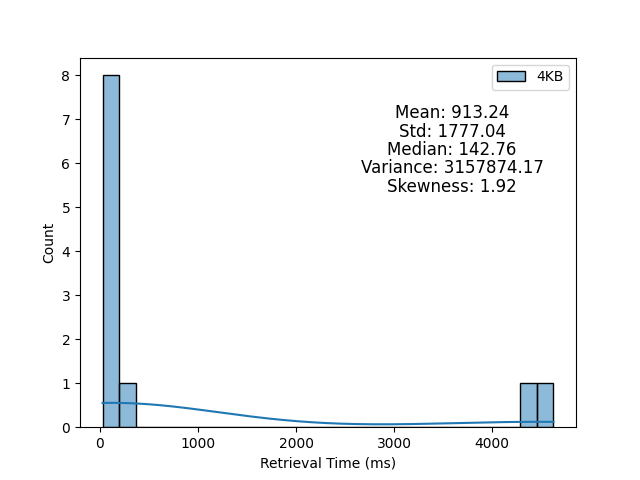 4KB
Mean: 913.24
Std: 1777.04
Median: 142.76
Variance: 3157874.17
Skewness: 1.92
8
7
6
5
4
3
2
1
0
Count
0 1000 2000 3000 4000
Retrieval Time (ms)